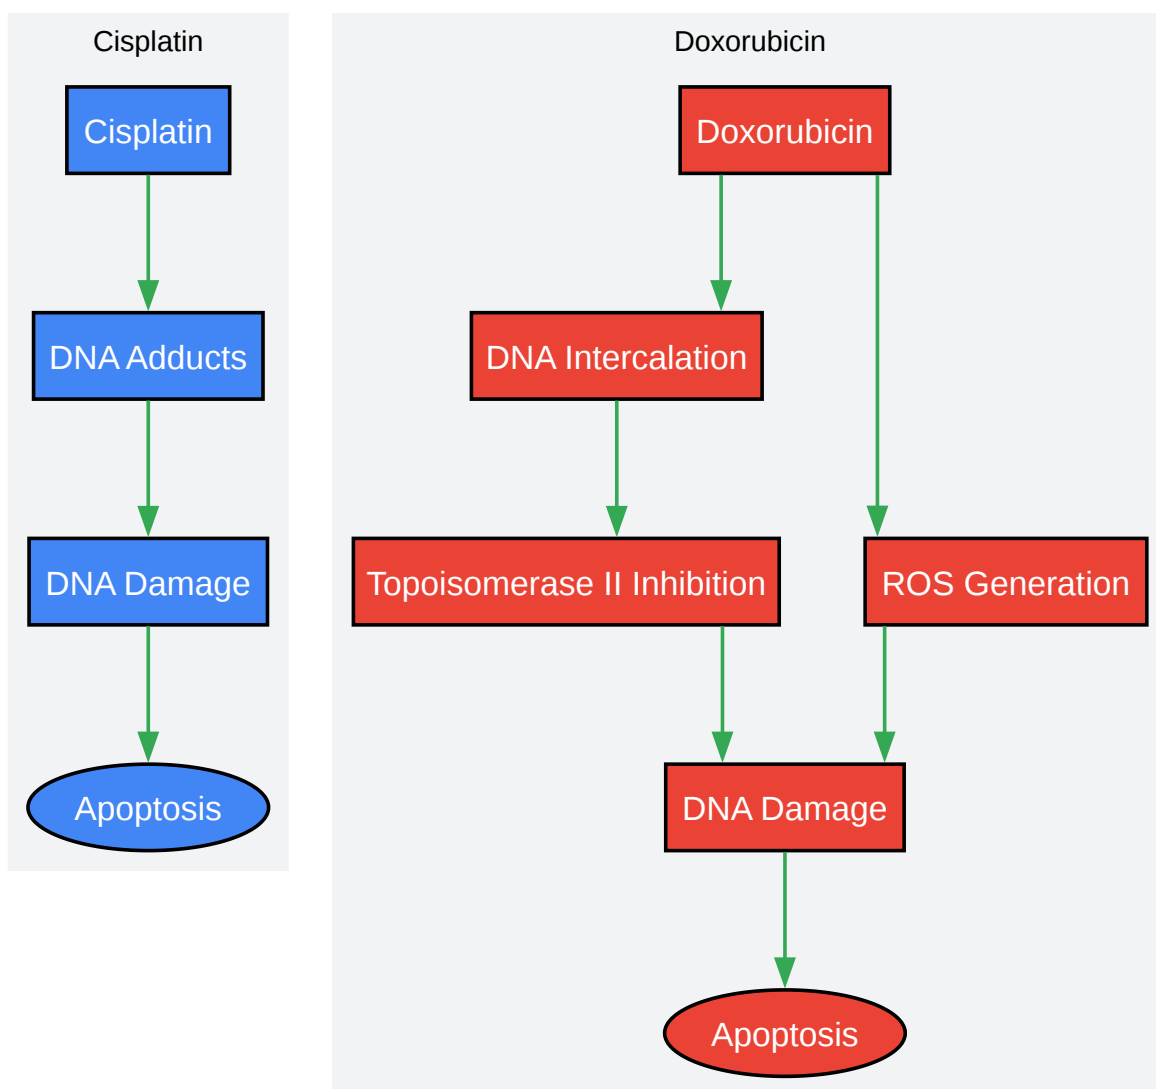 Cisplatin
Cisplatin
DNA Adducts
DNA Damage
Apoptosis
Doxorubicin
Doxorubicin
DNA Intercalation
Topoisomerase II Inhibition
ROS Generation
DNA Damage
Apoptosis